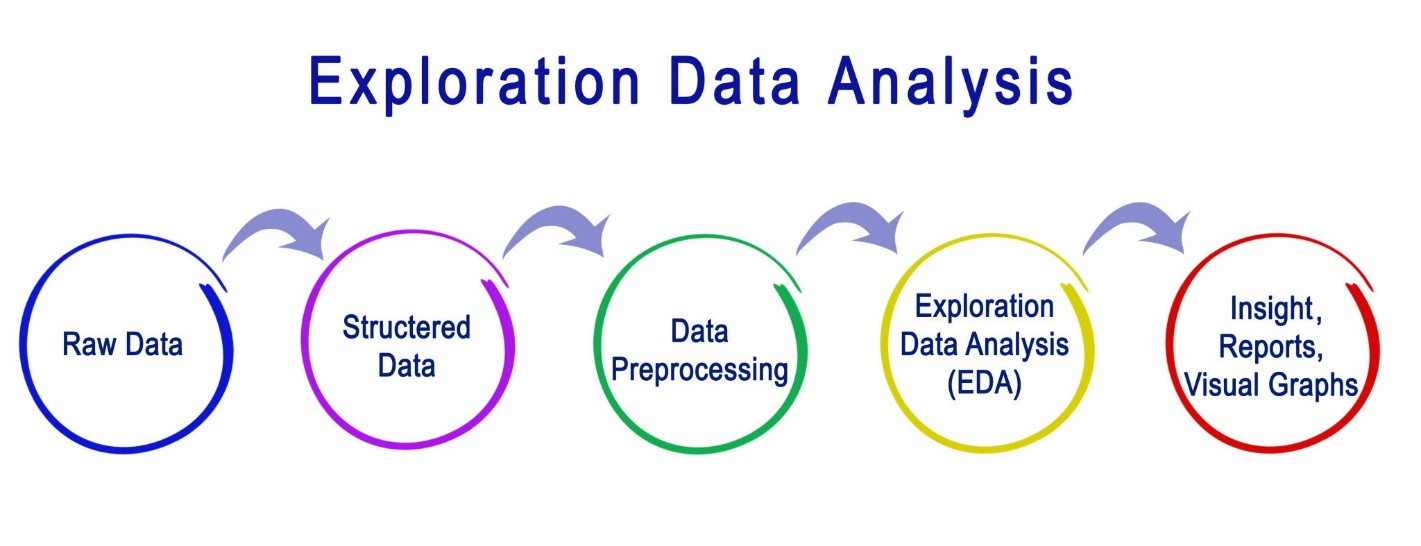 Exploration Data Analysis
Raw Data
Structered
Data
Data
Preprocessing
Exploration
Data Analysis
(EDA)
Insight,
Reports,
Visual Graphs